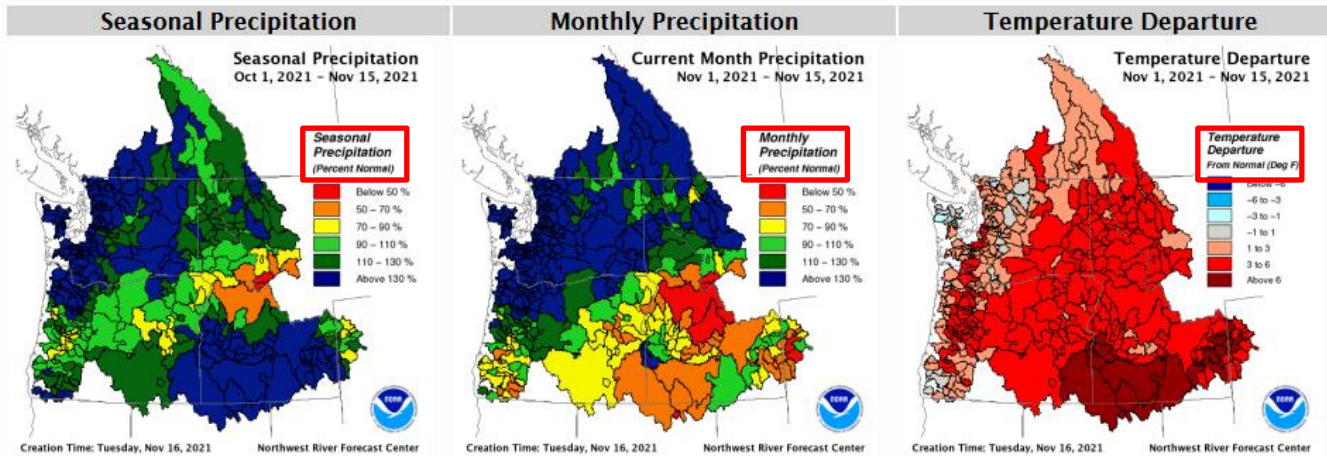 Seasonal Precipitation
Seasonal Precipitation
Oct 1, 2021 – Nov 15, 2021
Seasonal
Precipitation
(Percent Normal)
Below 50 %
50 – 70 %
70 – 90 %
90 – 110 %
110 – 130 %
Above 130 %
NOAA
Creation Time: Tuesday, Nov 16, 2021
Northwest River Forecast Center
Monthly Precipitation
Current Month Precipitation
Nov 1, 2021 – Nov 15, 2021
Monthly
Precipitation
(Percent Normal)
Below 50 %
50 – 70 %
70 – 90 %
90 – 110 %
110 – 130 %
Above 130 %
NOAA
Creation Time: Tuesday, Nov 16, 2021
Northwest River Forecast Center
Temperature Departure
Temperature Departure
Nov 1, 2021 – Nov 15, 2021
Temperature
Departure
From Normal (Deg F)
Below –6
–6 to –3
–3 to –1
–1 to 1
1 to 3
3 to 6
Above 6
NOAA
Creation Time: Tuesday, Nov 16, 2021
Northwest River Forecast Center